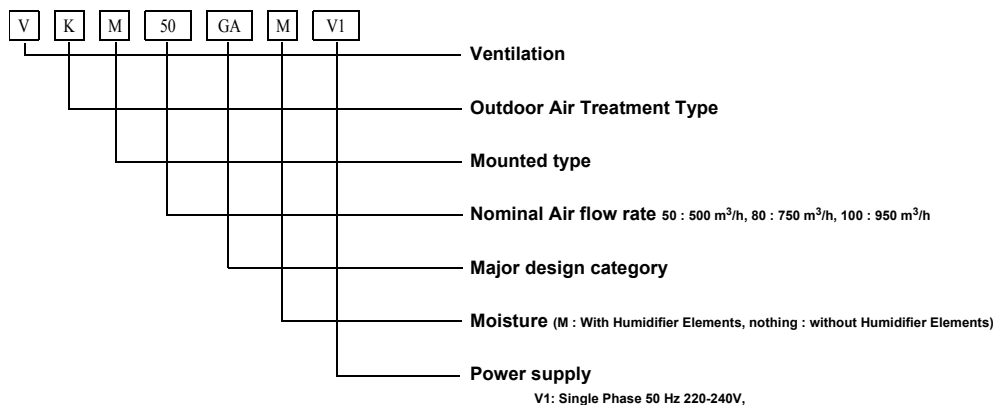 V K M 50 GA M V1
Ventilation
Outdoor Air Treatment Type
Mounted type
Nominal Air flow rate 50 : 500 m³/h, 80 : 750 m³/h, 100 : 950 m³/h
Major design category
Moisture (M : With Humidifier Elements, nothing : without Humidifier Elements)
Power supply
V1: Single Phase 50 Hz 220-240V,